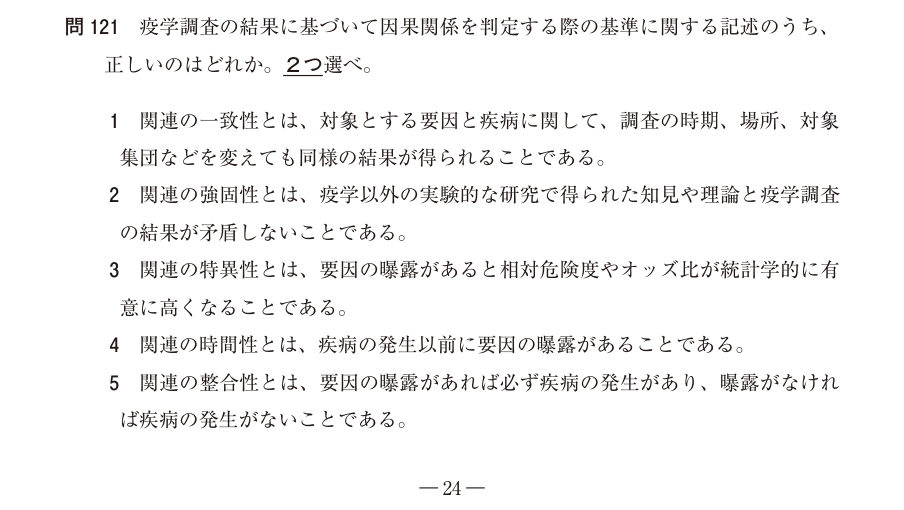 問 121　疫学調査の結果に基づいて因果関係を判定する際の基準に関する記述のうち、
正しいのはどれか。２つ選べ。
1　関連の一致性とは、対象とする要因と疾病に関して、調査の時期、場所、対象
集団などを変えても同様の結果が得られることである。
2　関連の強固性とは、疫学以外の実験的な研究で得られた知見や理論と疫学調査
の結果が矛盾しないことである。
3　関連の特異性とは、要因の曝露があると相対危険度やオッズ比が統計学的に有
意に高くなることである。
4　関連の時間性とは、疾病の発生以前に要因の曝露があることである。
5　関連の整合性とは、要因の曝露があれば必ず疾病の発生があり、曝露がなけれ
ば疾病の発生がないことである。
— 24 —